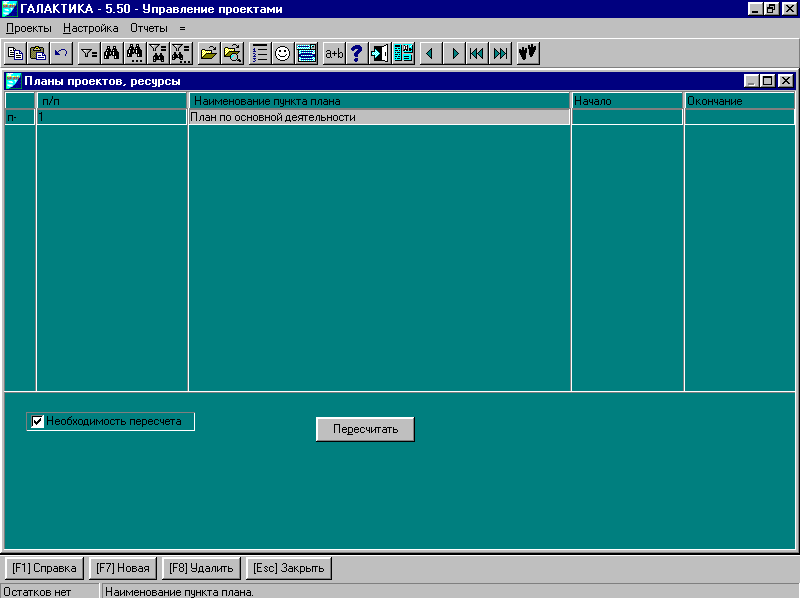 ГАЛАКТИКА - 5.50 - Управление проектами
Проекты Настройка Отчеты =
a+b ?
Планы проектов, ресурсы
п/п Наименование пункта плана Начало Окончание
п- 1 План по основной деятельности
Необходимость пересчета Пересчитать
[F1] Справка [F7] Новая [F8] Удалить [Esc] Закрыть
Остатков нет Наименование пункта плана.